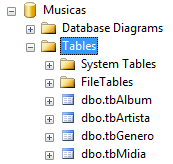 Musicas
Database Diagrams
Tables
System Tables
FileTables
dbo.tbAlbum
dbo.tbArtista
dbo.tbGenero
dbo.tbMidia